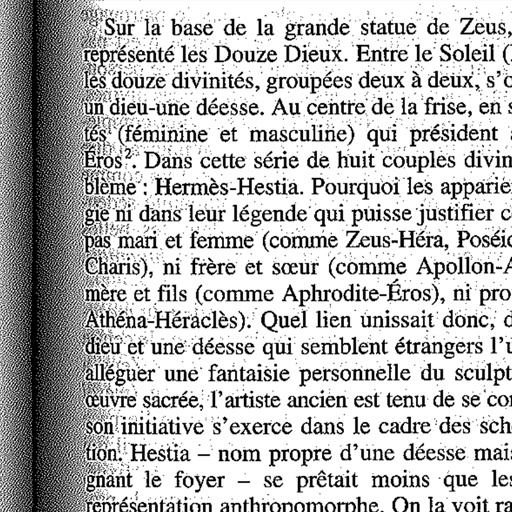 Sur la base de la grande statue de Zeus,
représenté les Douze Dieux. Entre le Soleil (
les douze divinités, groupées deux à deux, s’o
un dieu-une déesse. Au centre de la frise, en s
tés (féminine et masculine) qui président
Éros². Dans cette série de huit couples divin
blème : Hermès-Hestia. Pourquoi les apparie
gie ni dans leur légende qui puisse justifier c
pas mari et femme (comme Zeus-Héra, Poséid
Charis), ni frère et sœur (comme Apollon-A
mère et fils (comme Aphrodite-Éros), ni pro
Athéna-Héraclès). Quel lien unissait donc, d
dieu et une déesse qui semblent étrangers l’u
alléguer une fantaisie personnelle du sculpt
œuvre sacrée, l’artiste ancien est tenu de se con
son initiative s’exerce dans le cadre des sch
tion. Hestia – nom propre d’une déesse mais
gnant le foyer – se prêtait moins que les
représentation anthropomorphe. On la voit ra